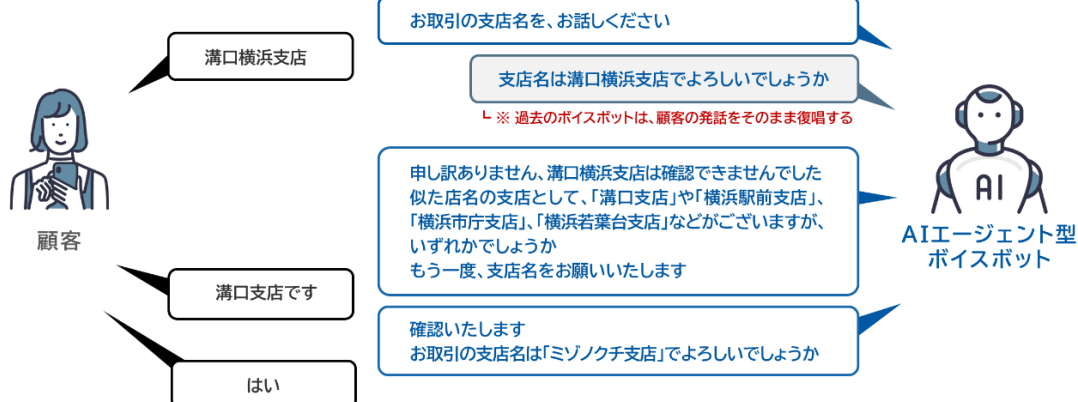 お取引の支店名を、お話しください
溝口横浜支店
支店名は溝口横浜支店でよろしいでしょうか
┗ ※ 過去のボイスボットは、顧客の発話をそのまま復唱する
申し訳ありません、溝口横浜支店は確認できませんでした
似た店名の支店として、「溝口支店」や「横浜駅前支店」、
「横浜市庁支店」、「横浜若葉台支店」などがございますが、
いずれかでしょうか
もう一度、支店名をお願いいたします
AI
顧客
AIエージェント型
ボイスボット
溝口支店です
確認いたします
お取引の支店名は「ミゾノクチ支店」でよろしいでしょうか
はい